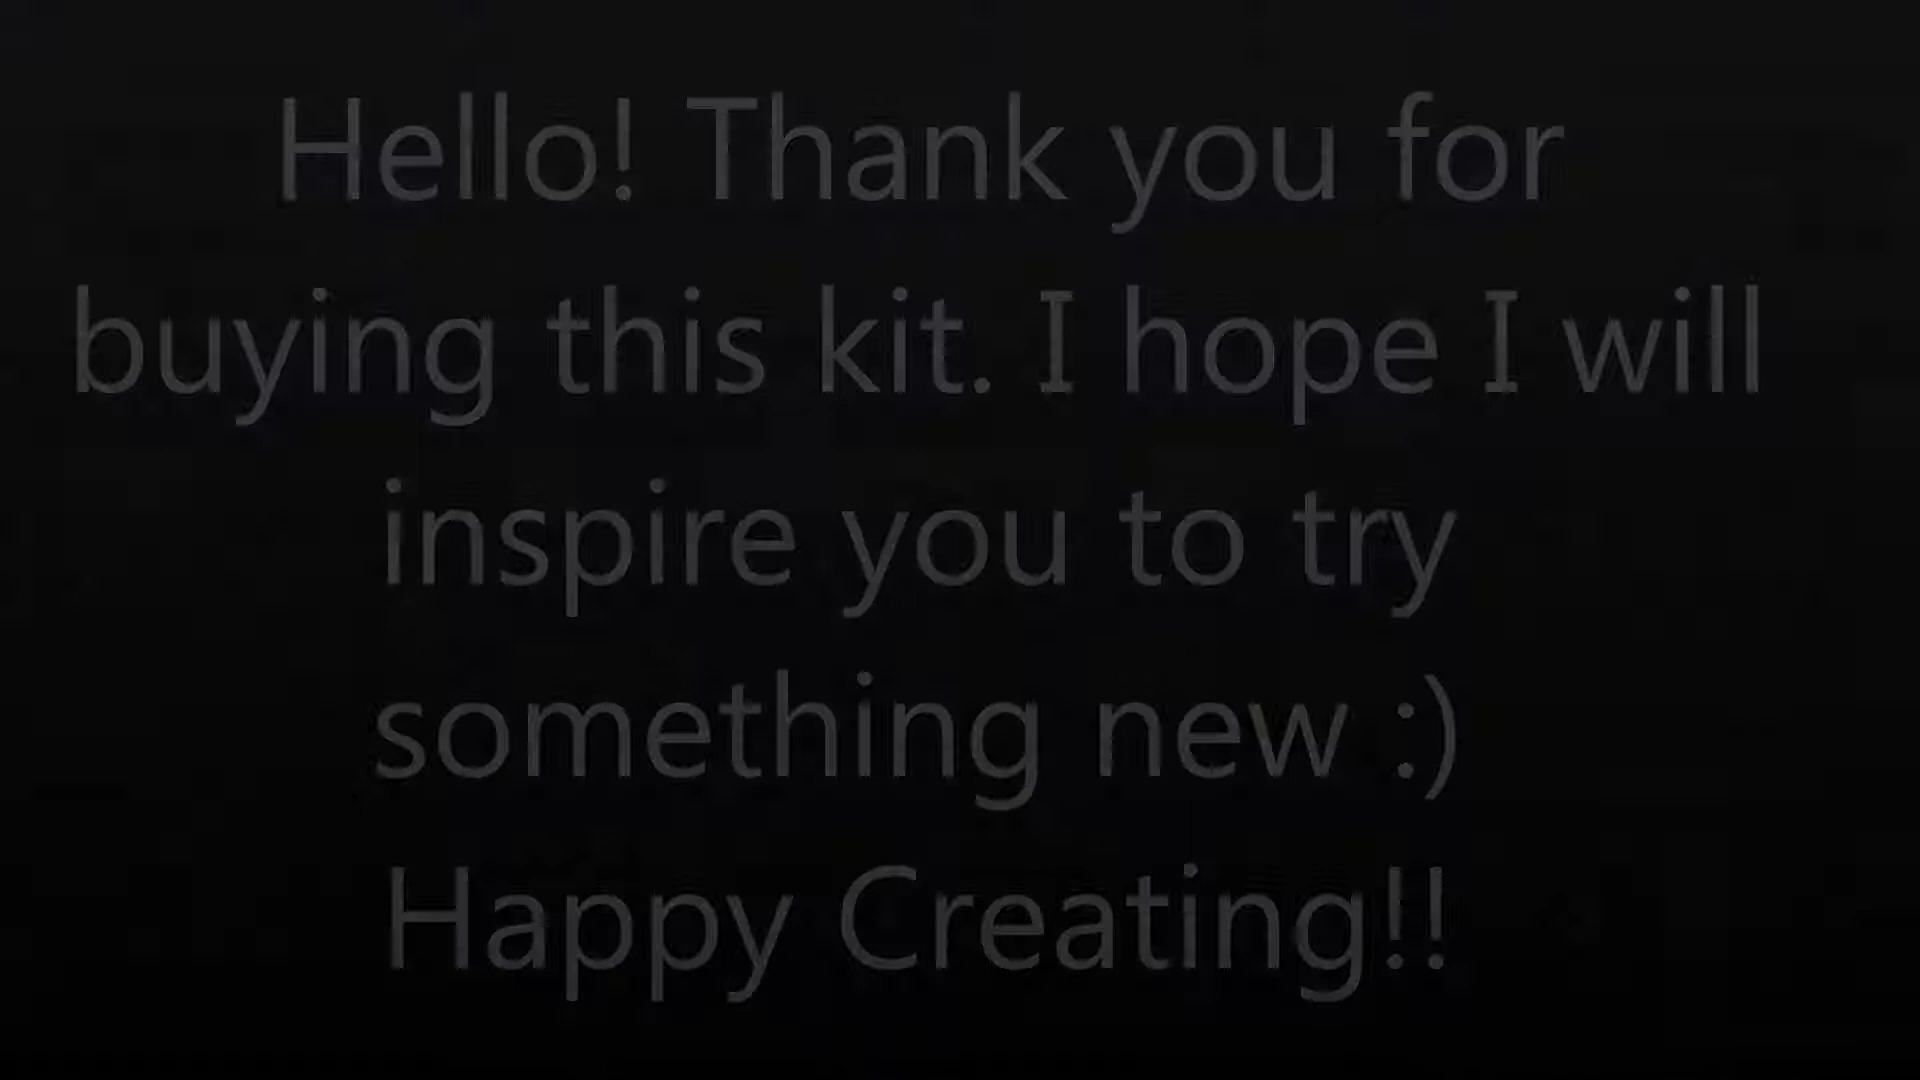 Hello! Thank you for
buying this kit. I hope I will
inspire you to try
something new :)
Happy Creating!!